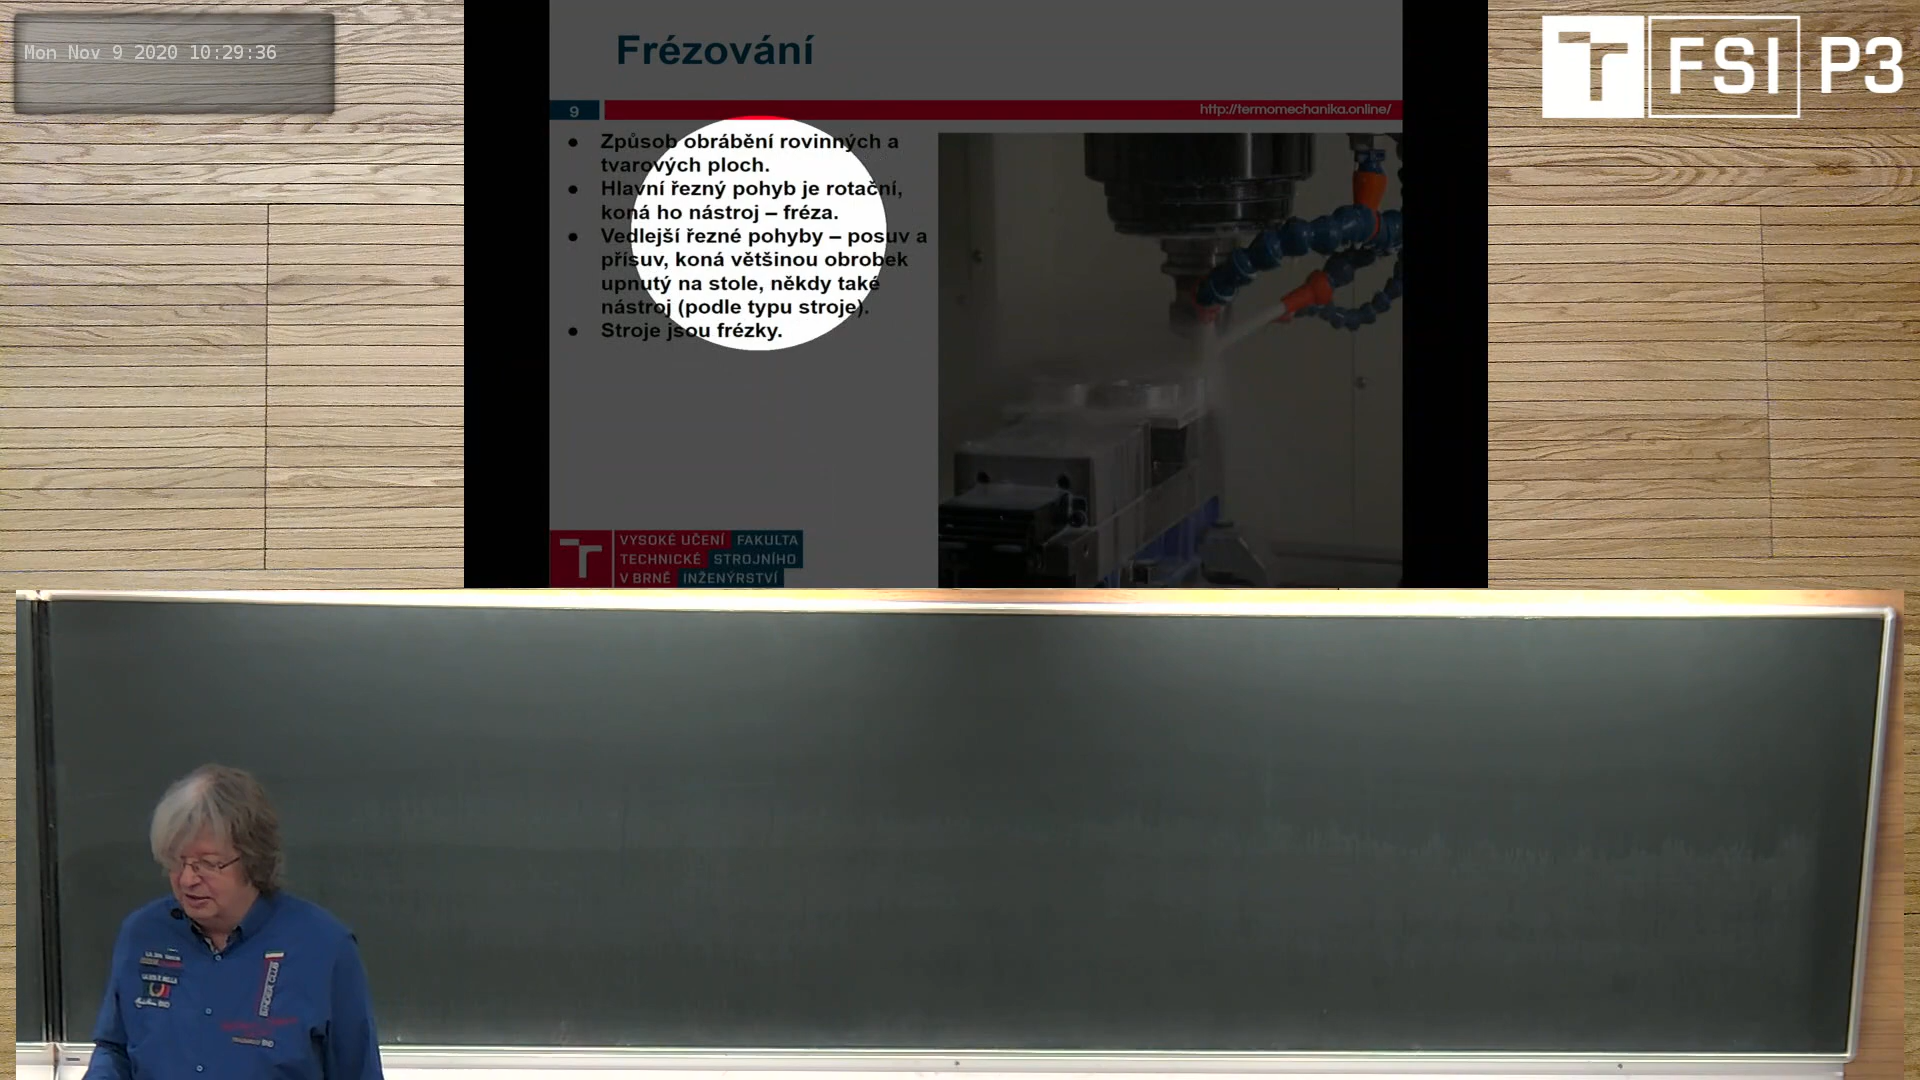 Mon Nov 9 2020 10:29:36
Frézování
9
http://termomechanika.online/
● Způsob obrábění rovinných a
tvarových ploch.
● Hlavní řezný pohyb je rotační,
koná ho nástroj – fréza.
● Vedlejší řezné pohyby – posuv a
přísuv, koná většinou obrobek
upnutý na stole, někdy také
nástroj (podle typu stroje).
● Stroje jsou frézky.
VYSOKÉ UČENÍ FAKULTA
TECHNICKÉ STROJNÍHO
V BRNĚ INŽENÝRSTVÍ
FSI P3